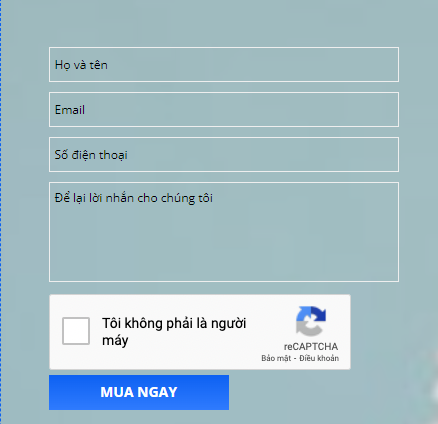 Họ và tên
Email
Số điện thoại
Để lại lời nhắn cho chúng tôi
Tôi không phải là người
máy
reCAPTCHA
Bảo mật - Điều khoản
MUA NGAY